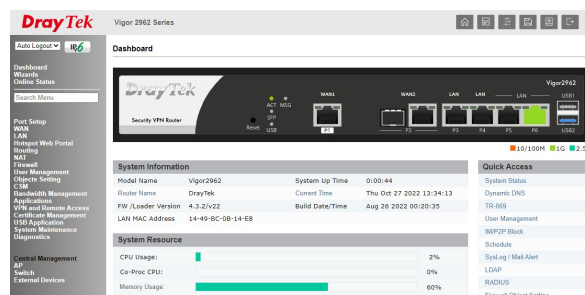 DrayTek
Vigor 2962 Series
Auto Logout
IPv6
Dashboard
Wizards
Online Status
Search Menu
Port Setup
WAN
LAN
Hotspot Web Portal
Routing
NAT
Firewall
User Management
Objects Setting
CSM
Bandwidth Management
Applications
VPN and Remote Access
Certificate Management
USB Application
System Maintenance
Diagnostics
Central Management
AP
Switch
External Devices
Dashboard
DrayTek
Security VPN Router
Vigor2962
ACT MSG
SFP
USB
Reset
WAN1
WAN2
LAN
LAN
LAN
USB1
P1
P2
P3
P4
P5
P6
USB2
10/100M
1G
2.5
System Information
Model Name
Vigor2962
System Up Time
0:00:44
Router Name
DrayTek
Current Time
Thu Oct 27 2022 13:34:13
FW /Loader Version
4.3.2/v22
Build Date/Time
Aug 26 2022 00:20:35
LAN MAC Address
14-49-BC-0B-14-E8
System Resource
CPU Usage:
2%
Co-Proc CPU:
0%
Memory Usage:
60%
Quick Access
System Status
Dynamic DNS
TR-069
User Management
IM/P2P Block
Schedule
SysLog / Mail Alert
LDAP
RADIUS
Firewall Object Setting